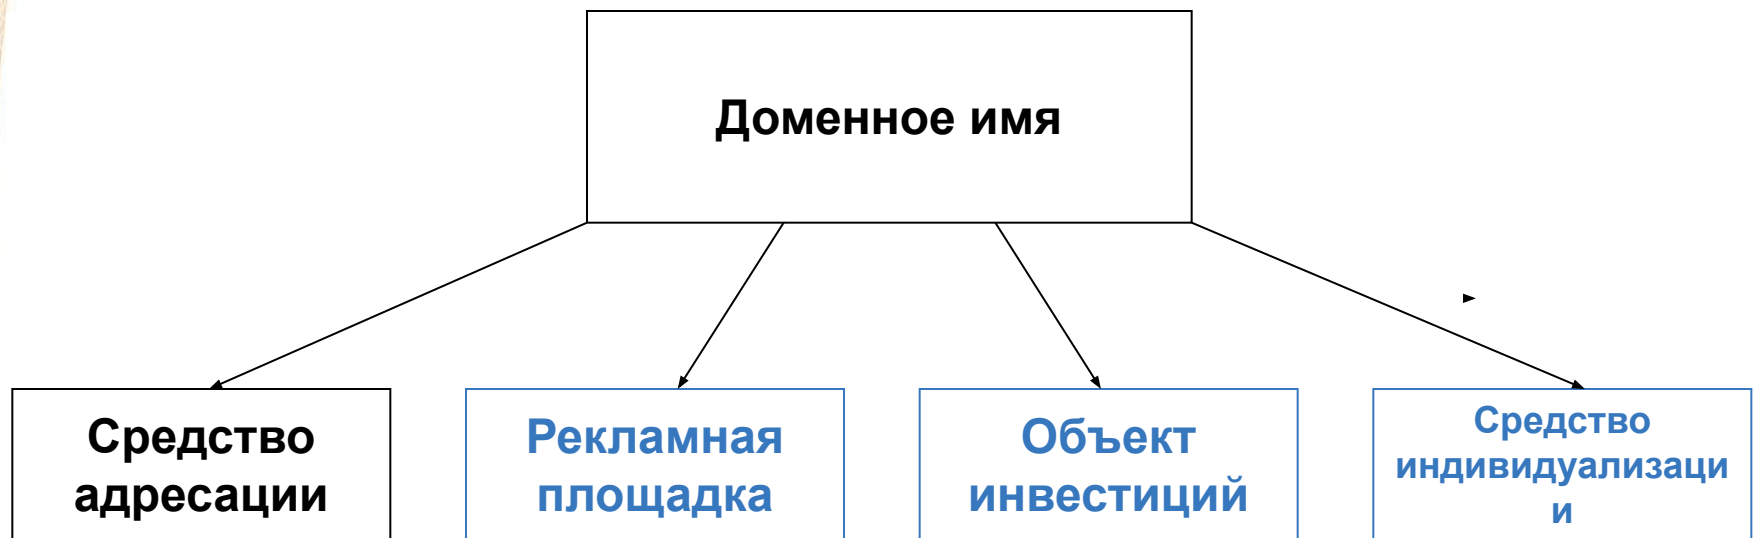 Доменное имя
Средство
адресации
Рекламная
площадка
Объект
инвестиций
Средство
индивидуализаци
и